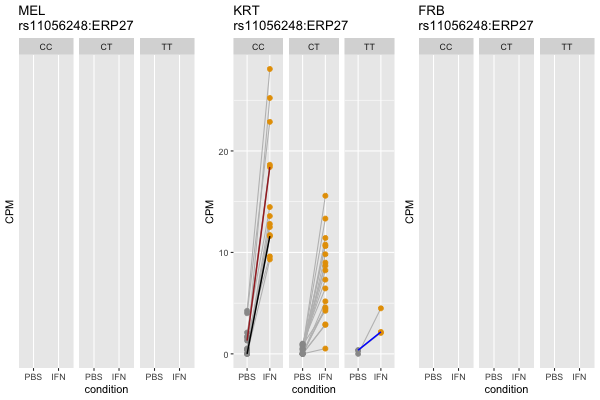 MEL
rs11056248:ERP27
CC CT TT
CPM
PBS IFN PBS IFN PBS IFN
condition
KRT
rs11056248:ERP27
CC CT TT
CPM
20
10
0
PBS IFN PBS IFN PBS IFN
condition
FRB
rs11056248:ERP27
CC CT TT
CPM
PBS IFN PBS IFN PBS IFN
condition